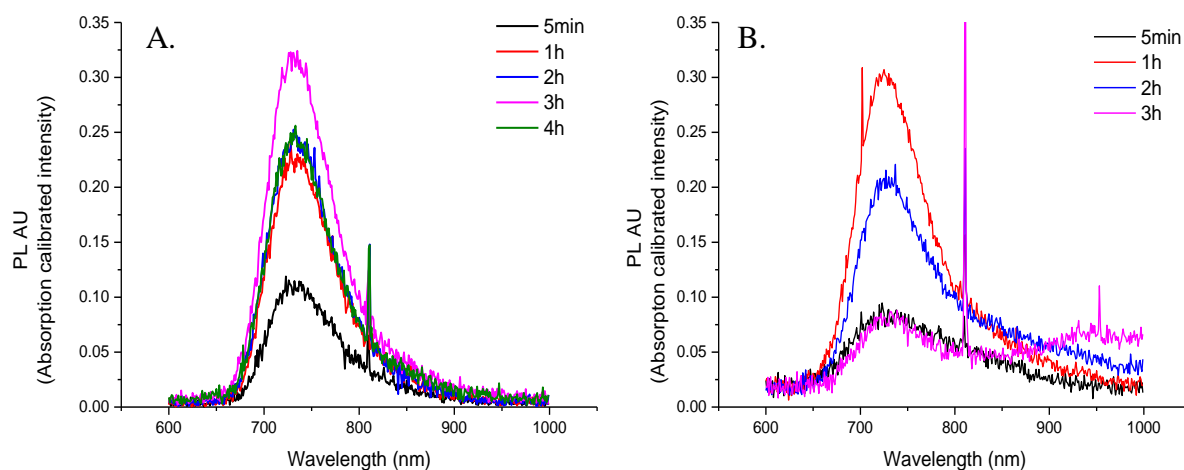 A.
5min
1h
2h
3h
4h
0.35
0.30
0.25
0.20
0.15
0.10
0.05
0.00
600
700
800
900
1000
Wavelength (nm)
PL AU
(Absorption calibrated intensity)
B.
5min
1h
2h
3h
0.35
0.30
0.25
0.20
0.15
0.10
0.05
0.00
600
700
800
900
1000
Wavelength (nm)
PL AU
(Absorpton calibrated intensity)